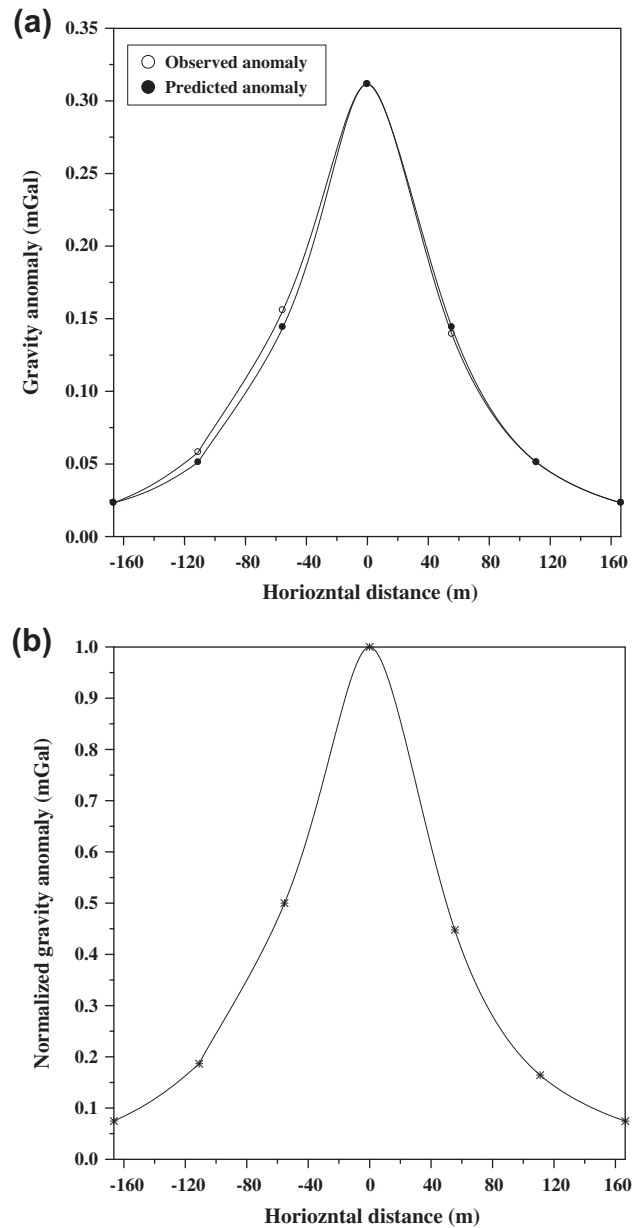 (a)
0.35
Observed anomaly
Predicted anomaly
0.30
0.25
0.20
0.15
0.10
0.05
0.00
Gravity anomaly (mGal)
-160 -120 -80 -40 0 40 80 120 160
Horiozntal distance (m)
(b)
1.0
0.9
0.8
0.7
0.6
0.5
0.4
0.3
0.2
0.1
0.0
Normalized gravity anomaly (mGal)
-160 -120 -80 -40 0 40 80 120 160
Horiozntal distance (m)